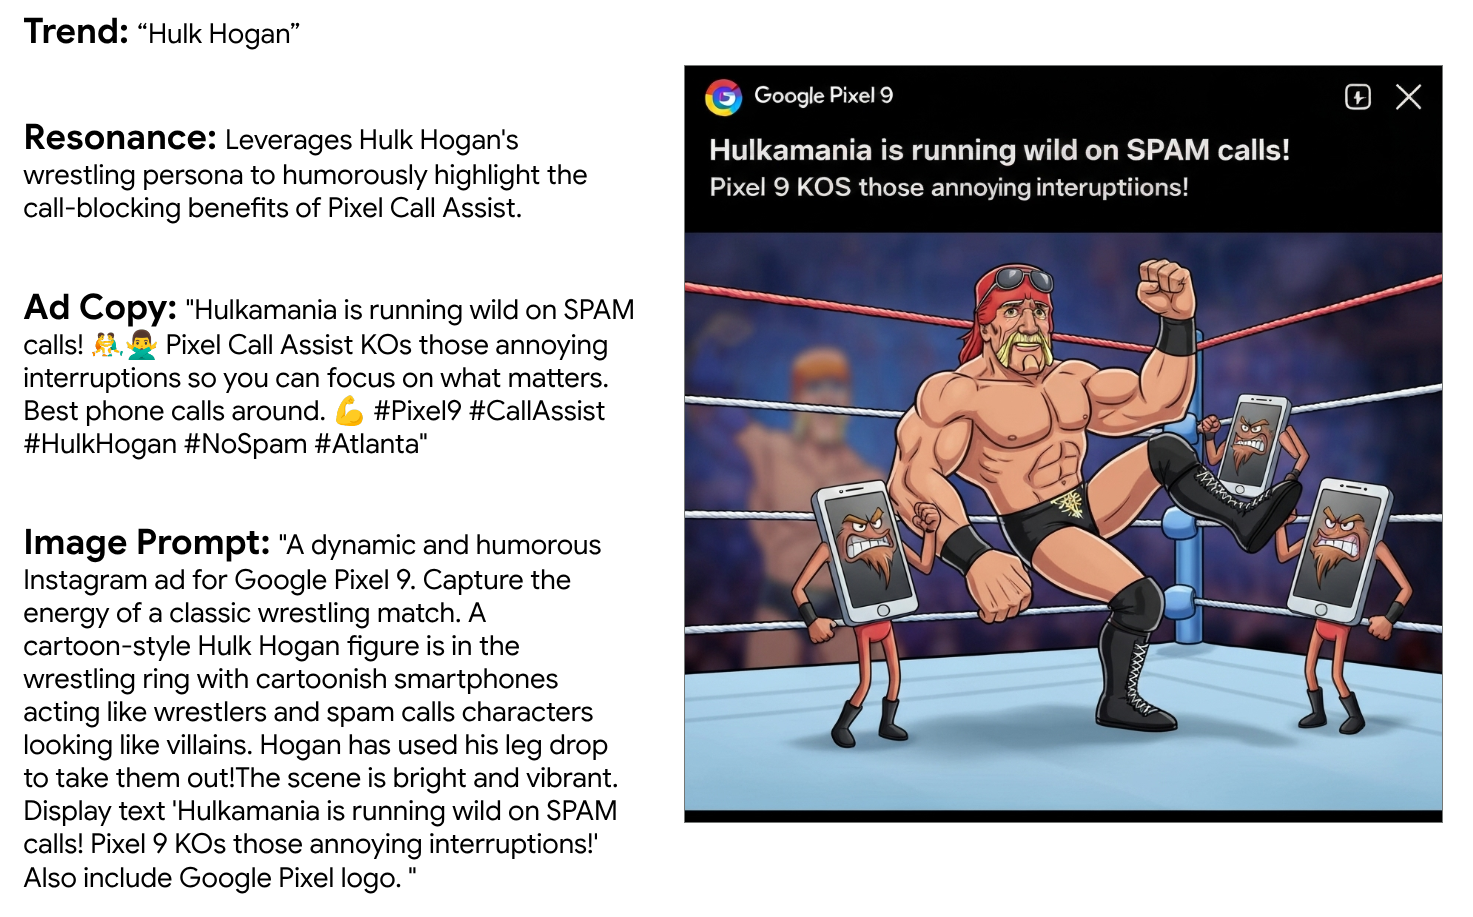 Trend: “Hulk Hogan”
Resonance: Leverages Hulk Hogan's
wrestling persona to humorously highlight the
call-blocking benefits of Pixel Call Assist.
Ad Copy: "Hulkamania is running wild on SPAM
calls! 🤼🙅‍♂️ Pixel Call Assist KOs those annoying
interruptions so you can focus on what matters.
Best phone calls around. 💪 #Pixel9 #CallAssist
#HulkHogan #NoSpam #Atlanta"
Image Prompt: "A dynamic and humorous
Instagram ad for Google Pixel 9. Capture the
energy of a classic wrestling match. A
cartoon-style Hulk Hogan figure is in the
wrestling ring with cartoonish smartphones
acting like wrestlers and spam calls characters
looking like villains. Hogan has used his leg drop
to take them out!The scene is bright and vibrant.
Display text 'Hulkamania is running wild on SPAM
calls! Pixel 9 KOs those annoying interruptions!'
Also include Google Pixel logo. "
G Google Pixel 9
Hulkamania is running wild on SPAM calls!
Pixel 9 KOS those annoying interuptiions!